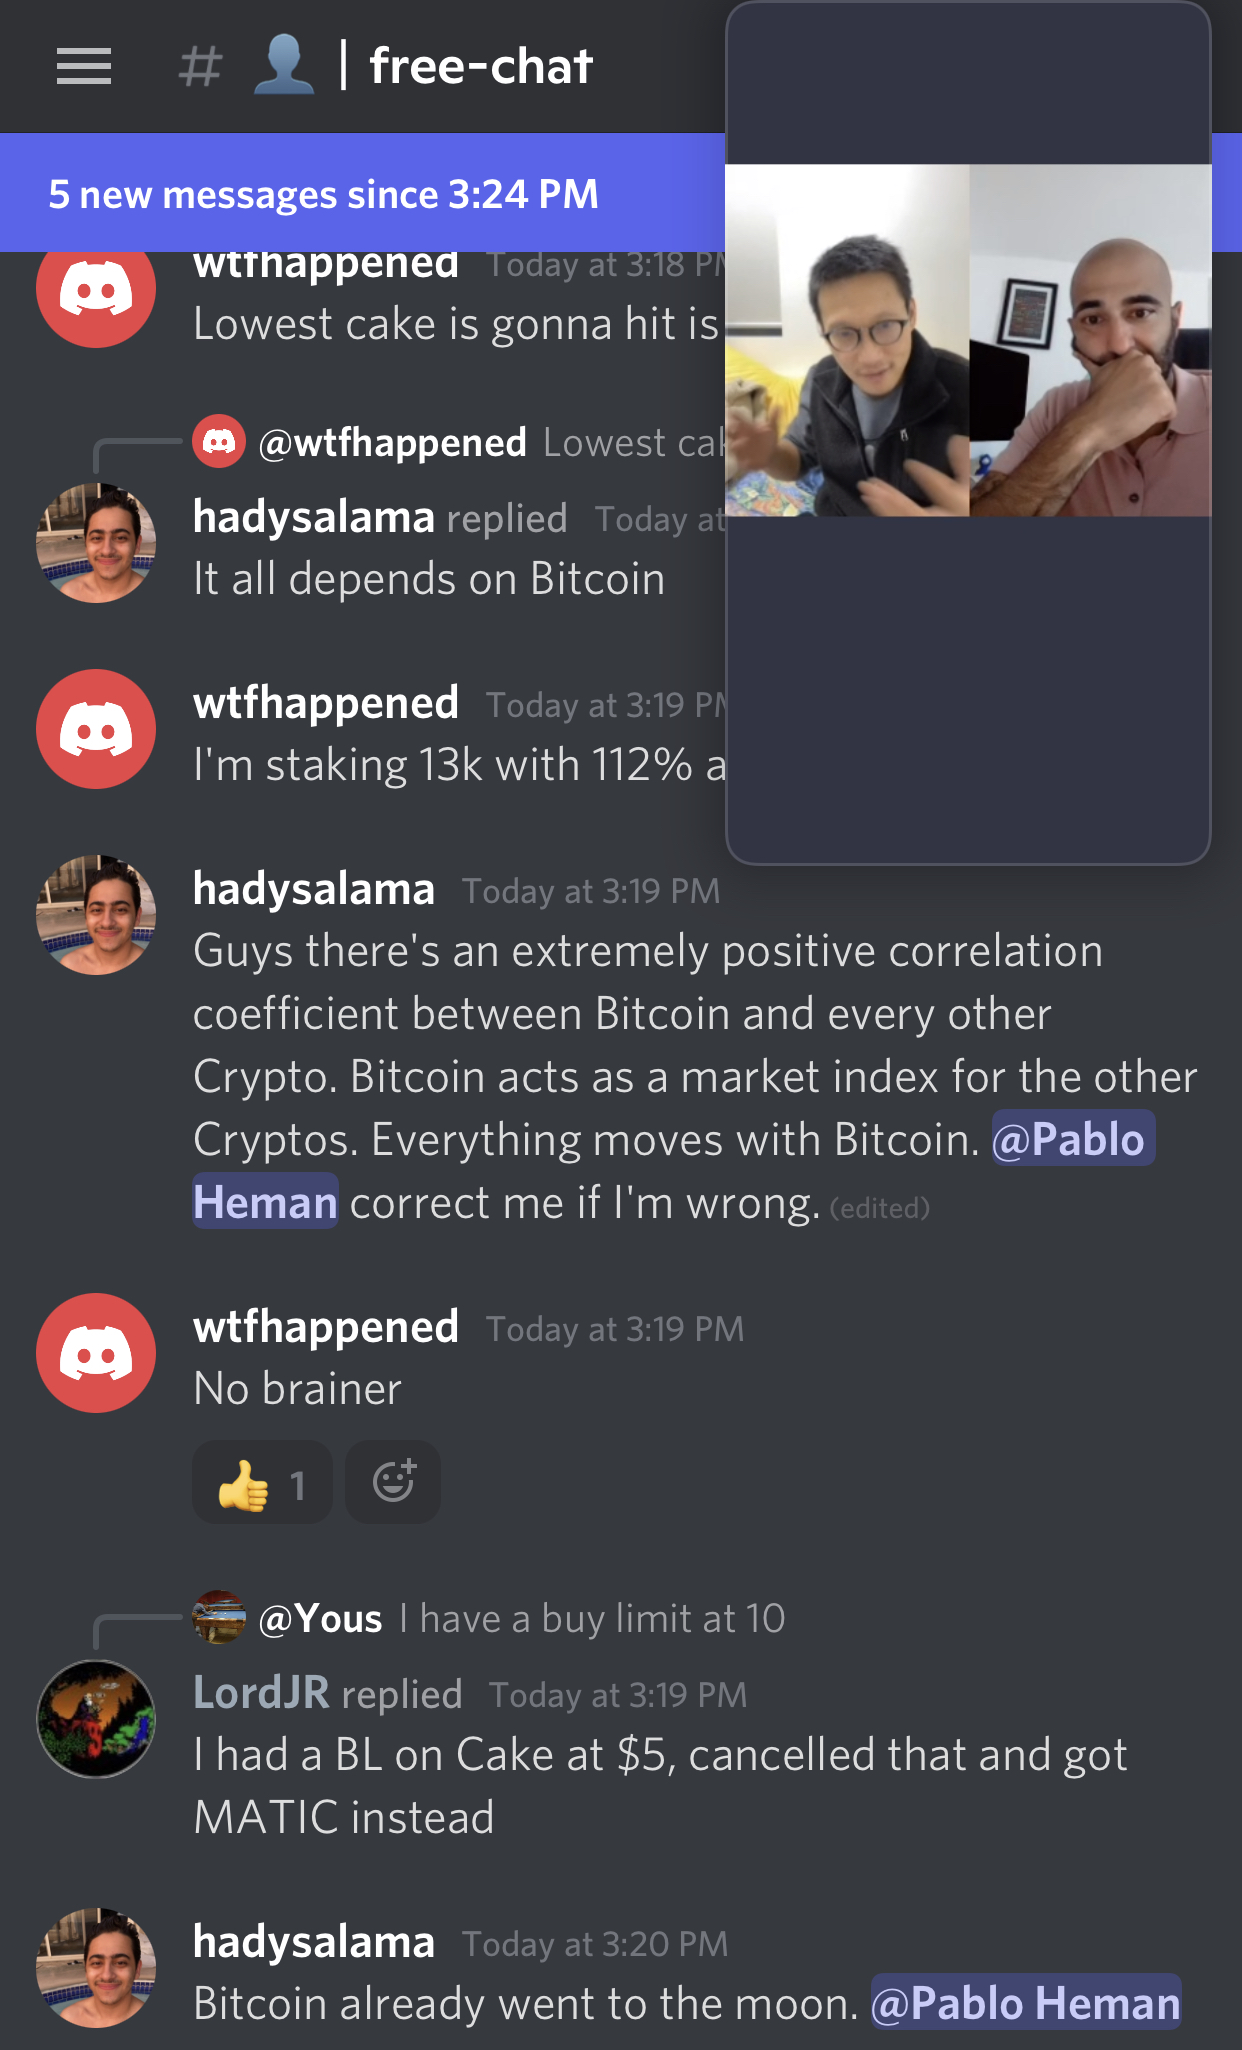 # 👤 | free-chat
5 new messages since 3:24 PM
wtfhappened Today at 3:18 PM
Lowest cake is gonna hit is
@wtfhappened Lowest
hadysalama replied Today at
It all depends on Bitcoin
wtfhappened Today at 3:19 PM
I'm staking 13k with 112%
hadysalama Today at 3:19 PM
Guys there's an extremely positive correlation
coefficient between Bitcoin and every other
Crypto. Bitcoin acts as a market index for the other
Cryptos. Everything moves with Bitcoin. @Pablo
Heman correct me if I'm wrong. (edited)
wtfhappened Today at 3:19 PM
No brainer
👍 1
@Yous I have a buy limit at 10
LordJR replied Today at 3:19 PM
I had a BL on Cake at $5, cancelled that and got
MATIC instead
hadysalama Today at 3:20 PM
Bitcoin already went to the moon. @Pablo Heman